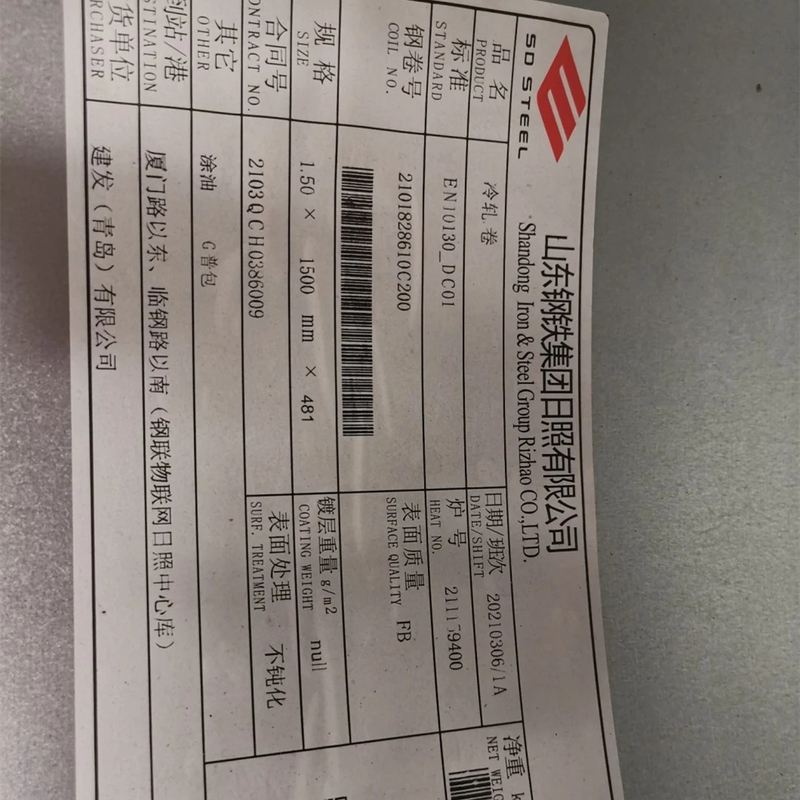 SD STEEL
山东钢铁集团日照有限公司
Shandong Iron & Steel Group Rizhao CO.,LTD.
品名 冷轧卷 日期/班次 20210306/1A 净重
PRODUCT DATE/SHIFT NET
标准 EN10130_DC01 炉号
STANDARD HEAT NO.
钢卷号 2101828610C200 表面质量 FB
COIL NO. SURFACE QUALITY
规格 1.50 × 1500 mm × 481 镀层重量 g/m² null
SIZE COATING WEIGHT
合同号 2103QCH0386009 表面处理 不钝化
CONTRACT NO. SURF. TREATMENT
其它 涂油 G普包
OTHER
站/港 厦门路以东、临钢路以南(钢联物联网日照中心库)
货单位 建发(青岛)有限公司